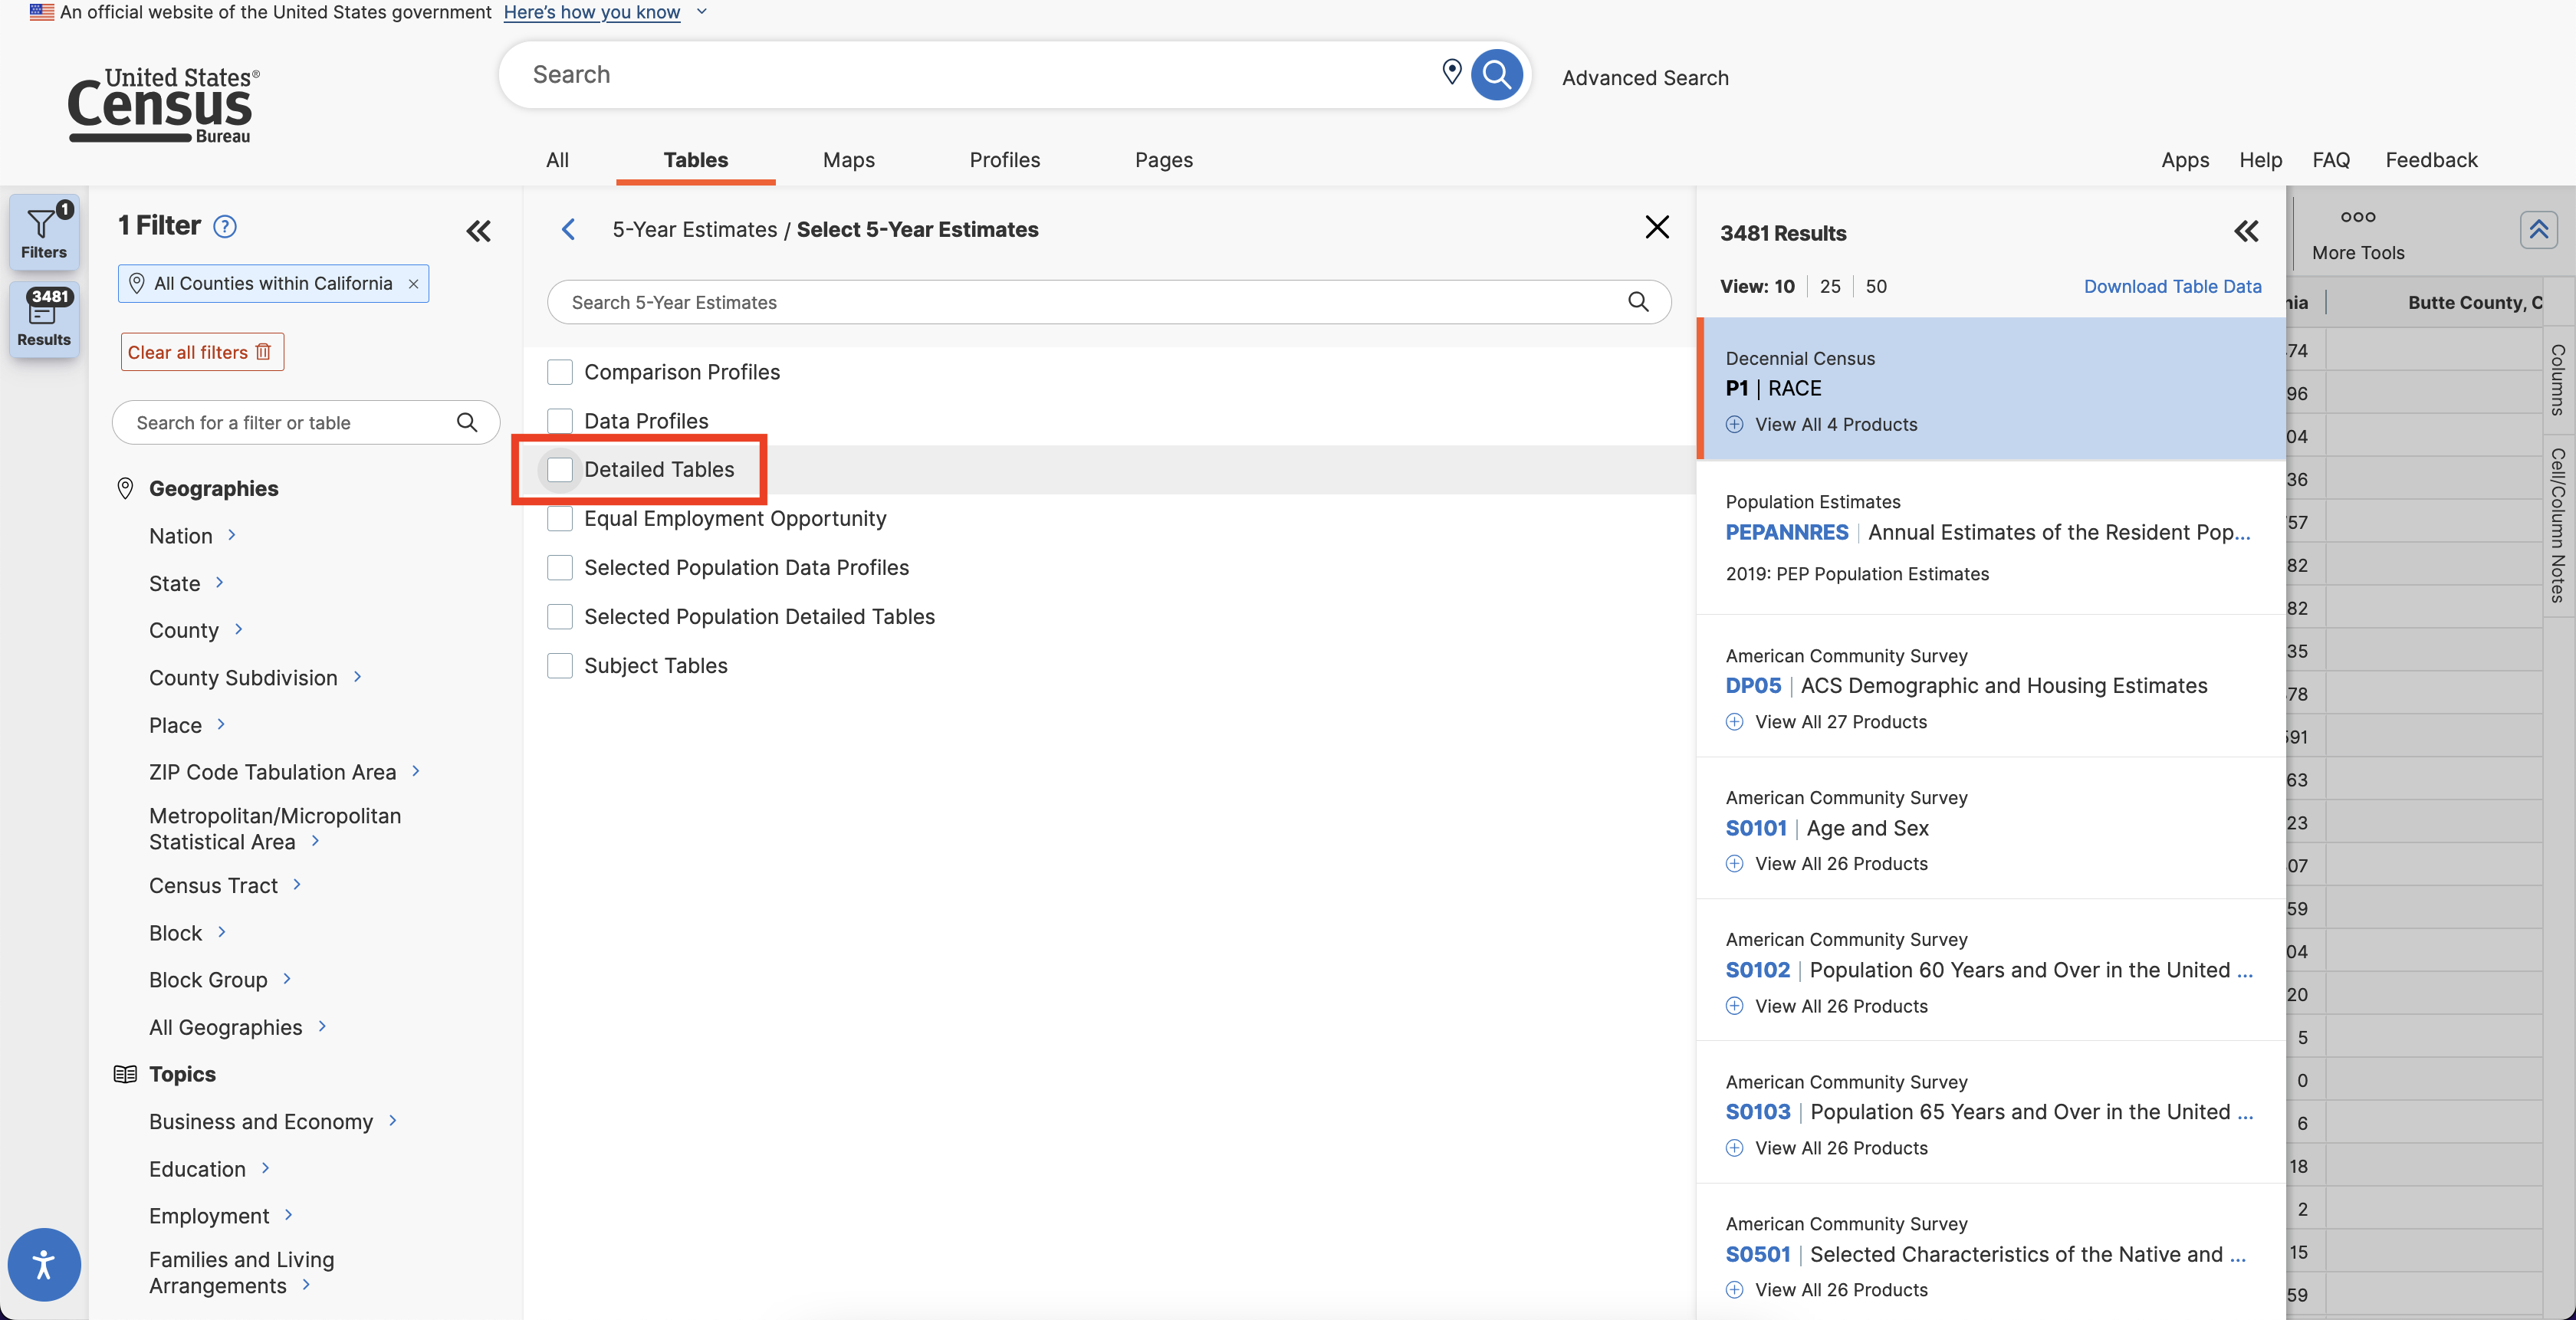 An official website of the United States government Here's how you know
United States®
Census
Bureau
Search
Advanced Search
All
Tables
Maps
Profiles
Pages
Apps
Help
FAQ
Feedback
1
Filters
3481
Results
1 Filter ?
All Counties within California ×
Clear all filters
Search for a filter or table
Geographies
Nation
State
County
County Subdivision
Place
ZIP Code Tabulation Area
Metropolitan/Micropolitan
Statistical Area
Census Tract
Block
Block Group
All Geographies
Topics
Business and Economy
Education
Employment
Families and Living
Arrangements
5-Year Estimates / Select 5-Year Estimates
Search 5-Year Estimates
Comparison Profiles
Data Profiles
Detailed Tables
Equal Employment Opportunity
Selected Population Data Profiles
Selected Population Detailed Tables
Subject Tables
3481 Results
View: 10 | 25 | 50
Download Table Data
Decennial Census
P1 | RACE
View All 4 Products
Population Estimates
PEPANNRES | Annual Estimates of the Resident Pop...
2019: PEP Population Estimates
American Community Survey
DP05 | ACS Demographic and Housing Estimates
View All 27 Products
American Community Survey
S0101 | Age and Sex
View All 26 Products
American Community Survey
S0102 | Population 60 Years and Over in the United ...
View All 26 Products
American Community Survey
S0103 | Population 65 Years and Over in the United ...
View All 26 Products
American Community Survey
S0501 | Selected Characteristics of the Native and ...
View All 26 Products
More Tools
Butte County, C
74
96
04
36
57
82
82
35
78
91
63
23
07
59
04
20
5
0
6
18
2
15
59
Columns
Cell/Column Notes